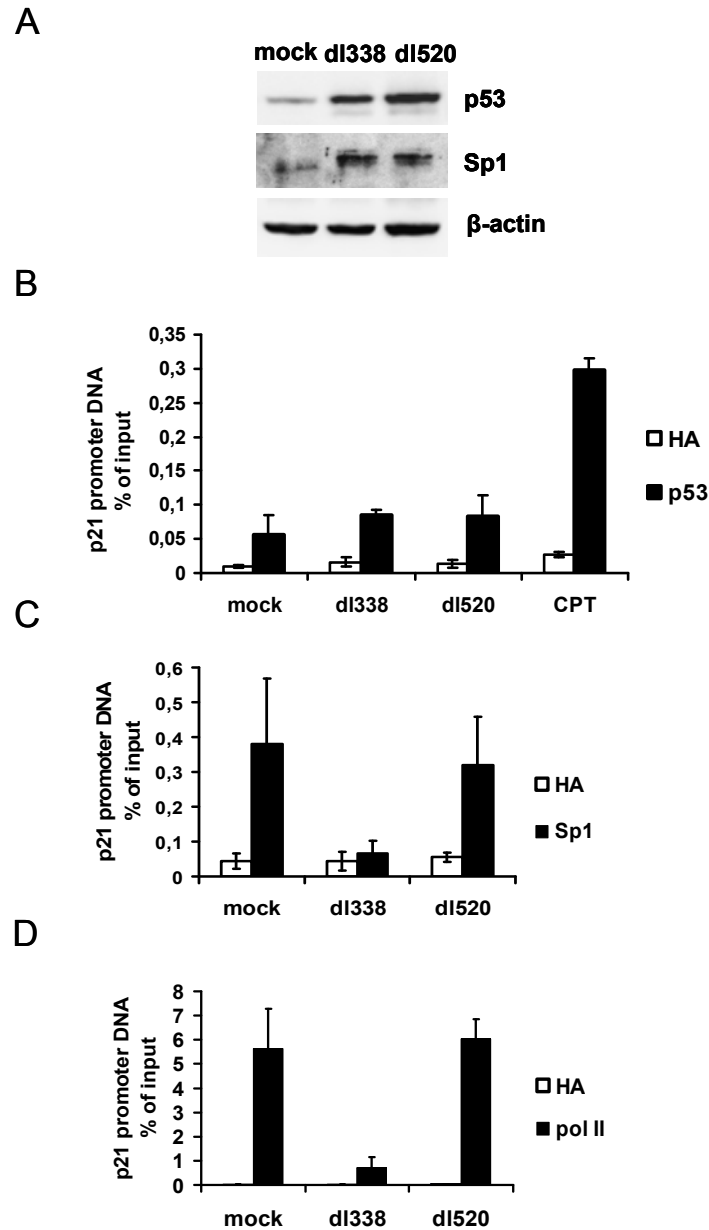 A
mock dl338 dl520
p53
Sp1
β-actin
B
p21 promoter DNA
% of input
0,35
0,3
0,25
0,2
0,15
0,1
0,05
0
mock dl338 dl520 CPT
HA
p53
C
p21 promoter DNA
% of input
0,6
0,5
0,4
0,3
0,2
0,1
0
mock dl338 dl520
HA
Sp1
D
p21 promoter DNA
% of input
8
7
6
5
4
3
2
1
0
mock dl338 dl520
HA
pol II